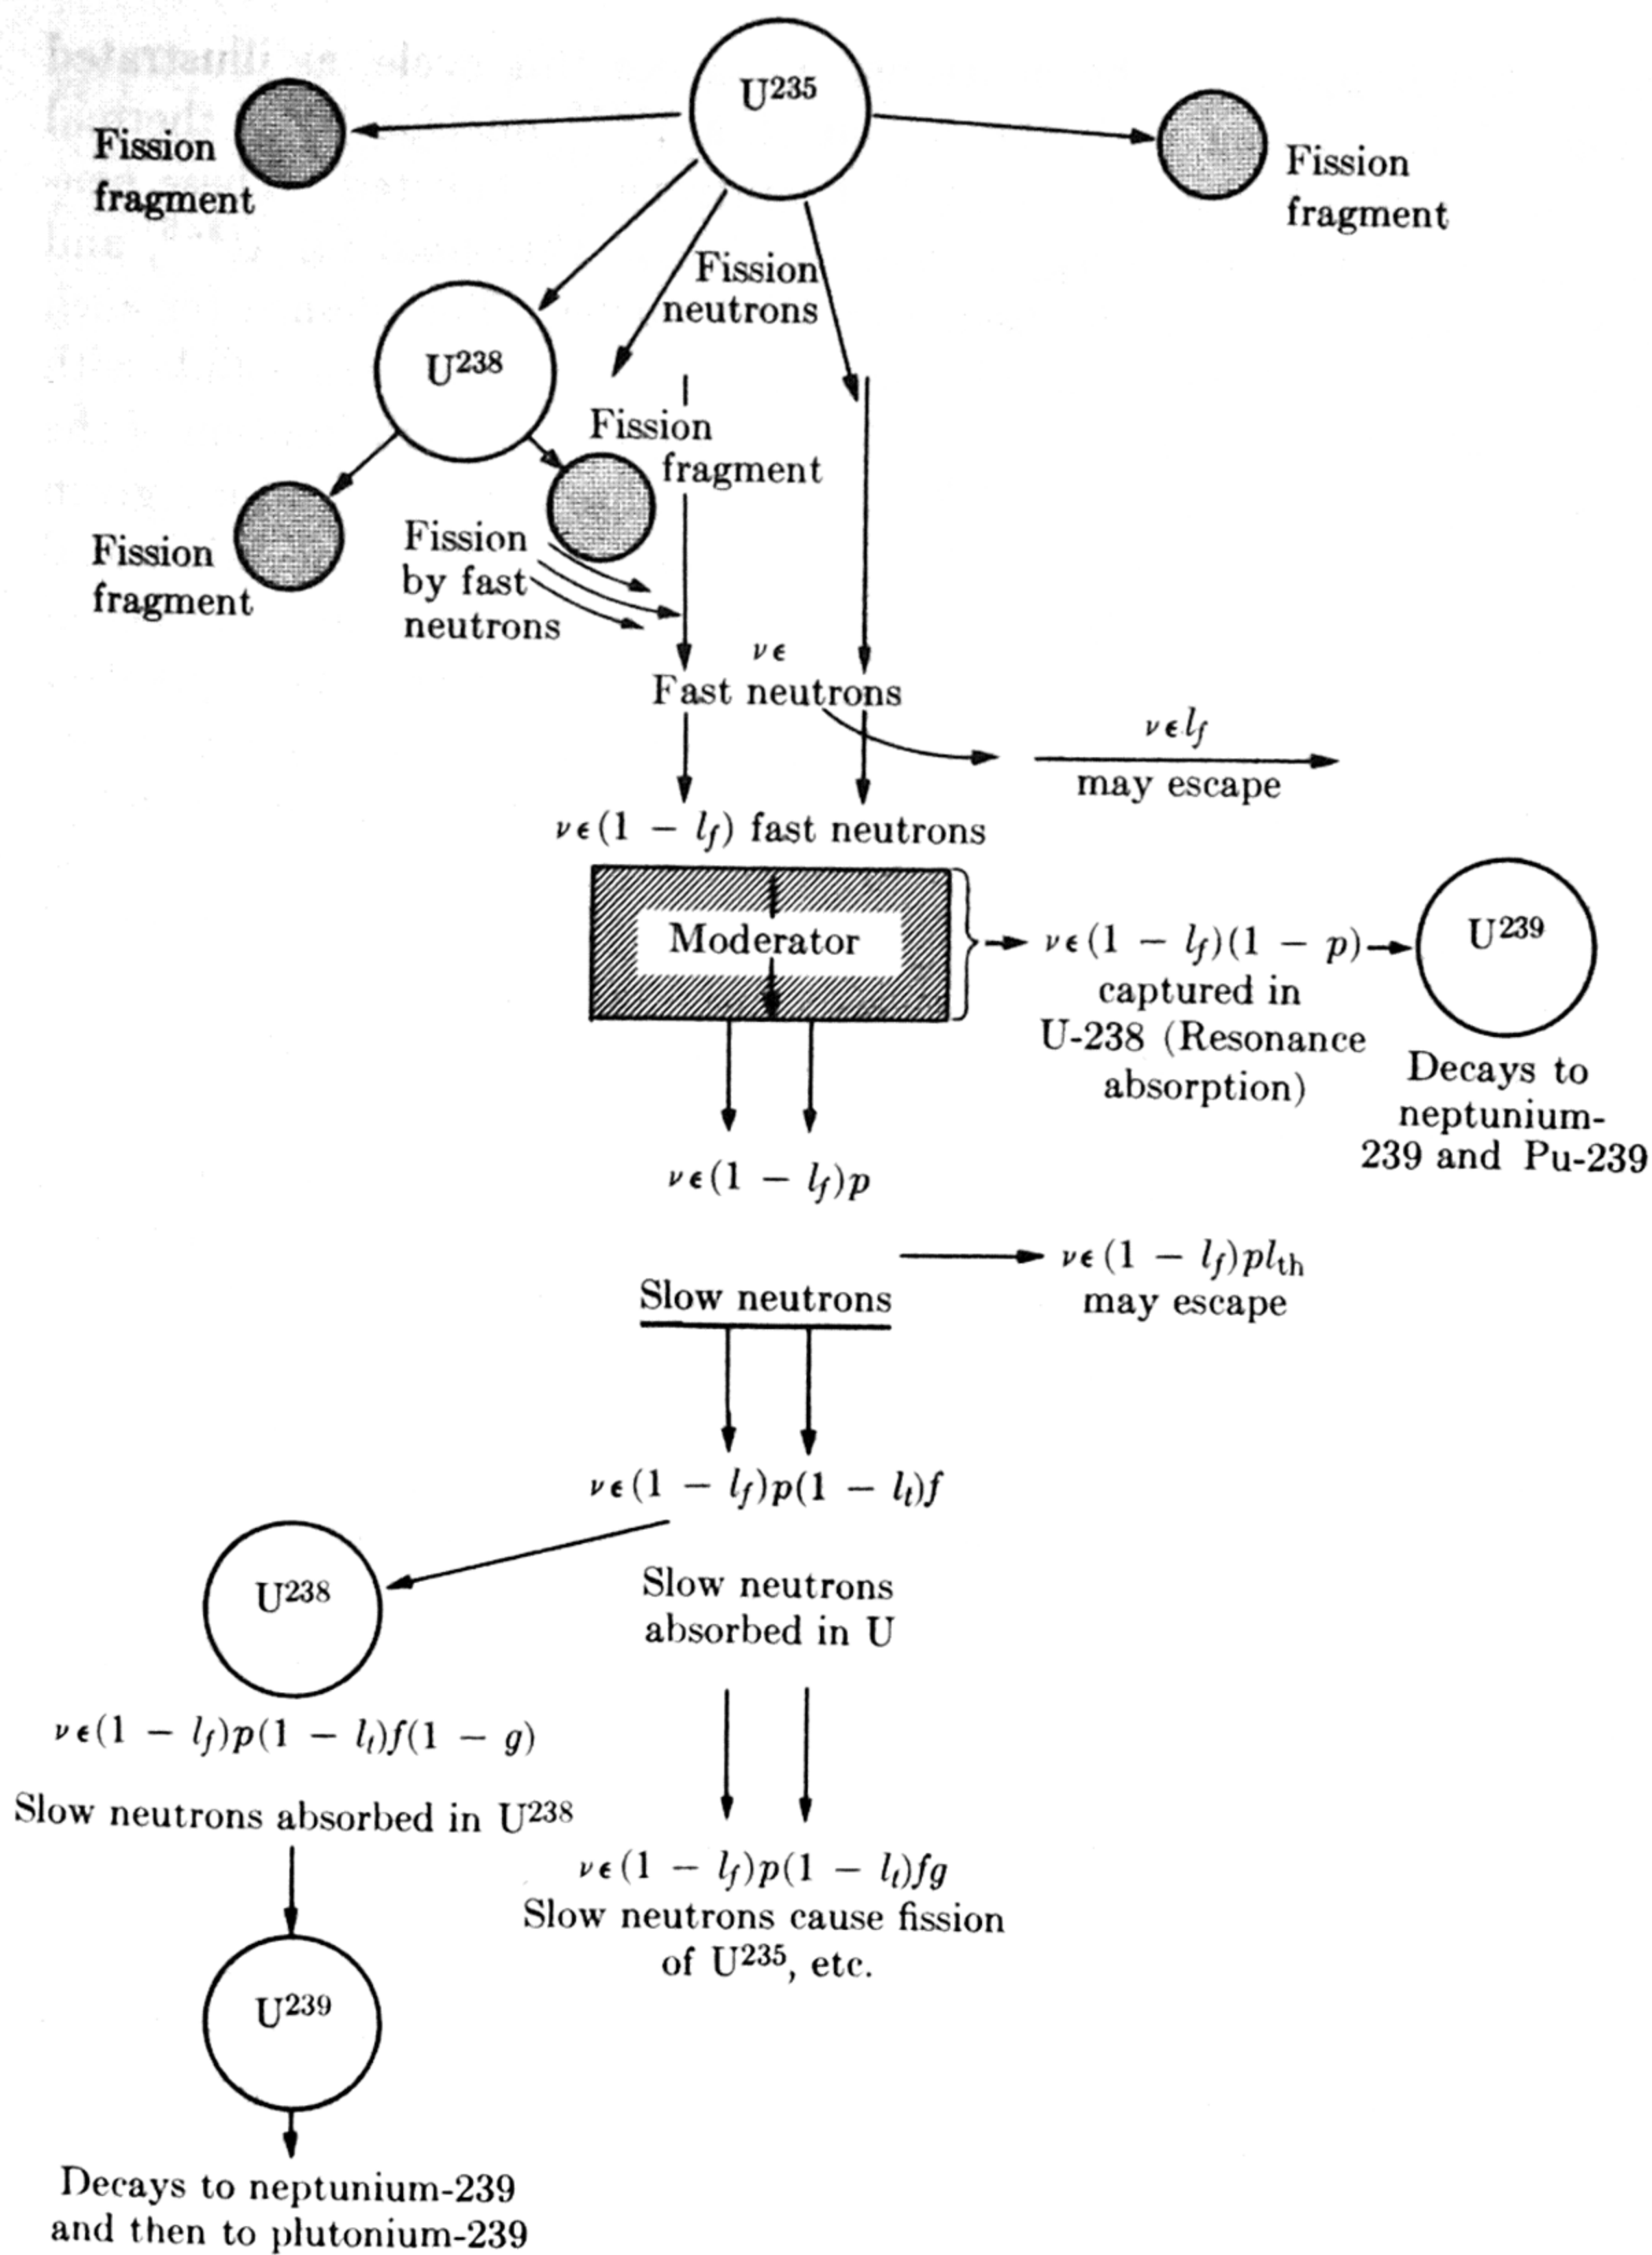 U²³⁵
Fission
fragment
Fission
fragment
Fission
neutrons
U²³⁸
Fission
fragment
Fission
fragment
Fission
by fast
neutrons
νϵ
Fast neutrons
νϵl_f
may escape
νϵ(1 − l_f) fast neutrons
Moderator
νϵ(1 − l_f)(1 − p)
captured in
U-238 (Resonance
absorption)
U²³⁹
Decays to
neptunium-
239 and Pu-239
νϵ(1 − l_f)p
νϵ(1 − l_f)pl_th
may escape
Slow neutrons
νϵ(1 − l_f)p(1 − l_t)f
U²³⁸
Slow neutrons
absorbed in U
νϵ(1 − l_f)p(1 − l_t)f(1 − g)
Slow neutrons absorbed in U²³⁸
νϵ(1 − l_f)p(1 − l_t)fg
Slow neutrons cause fission
of U²³⁵, etc.
U²³⁹
Decays to neptunium-239
and then to plutonium-239